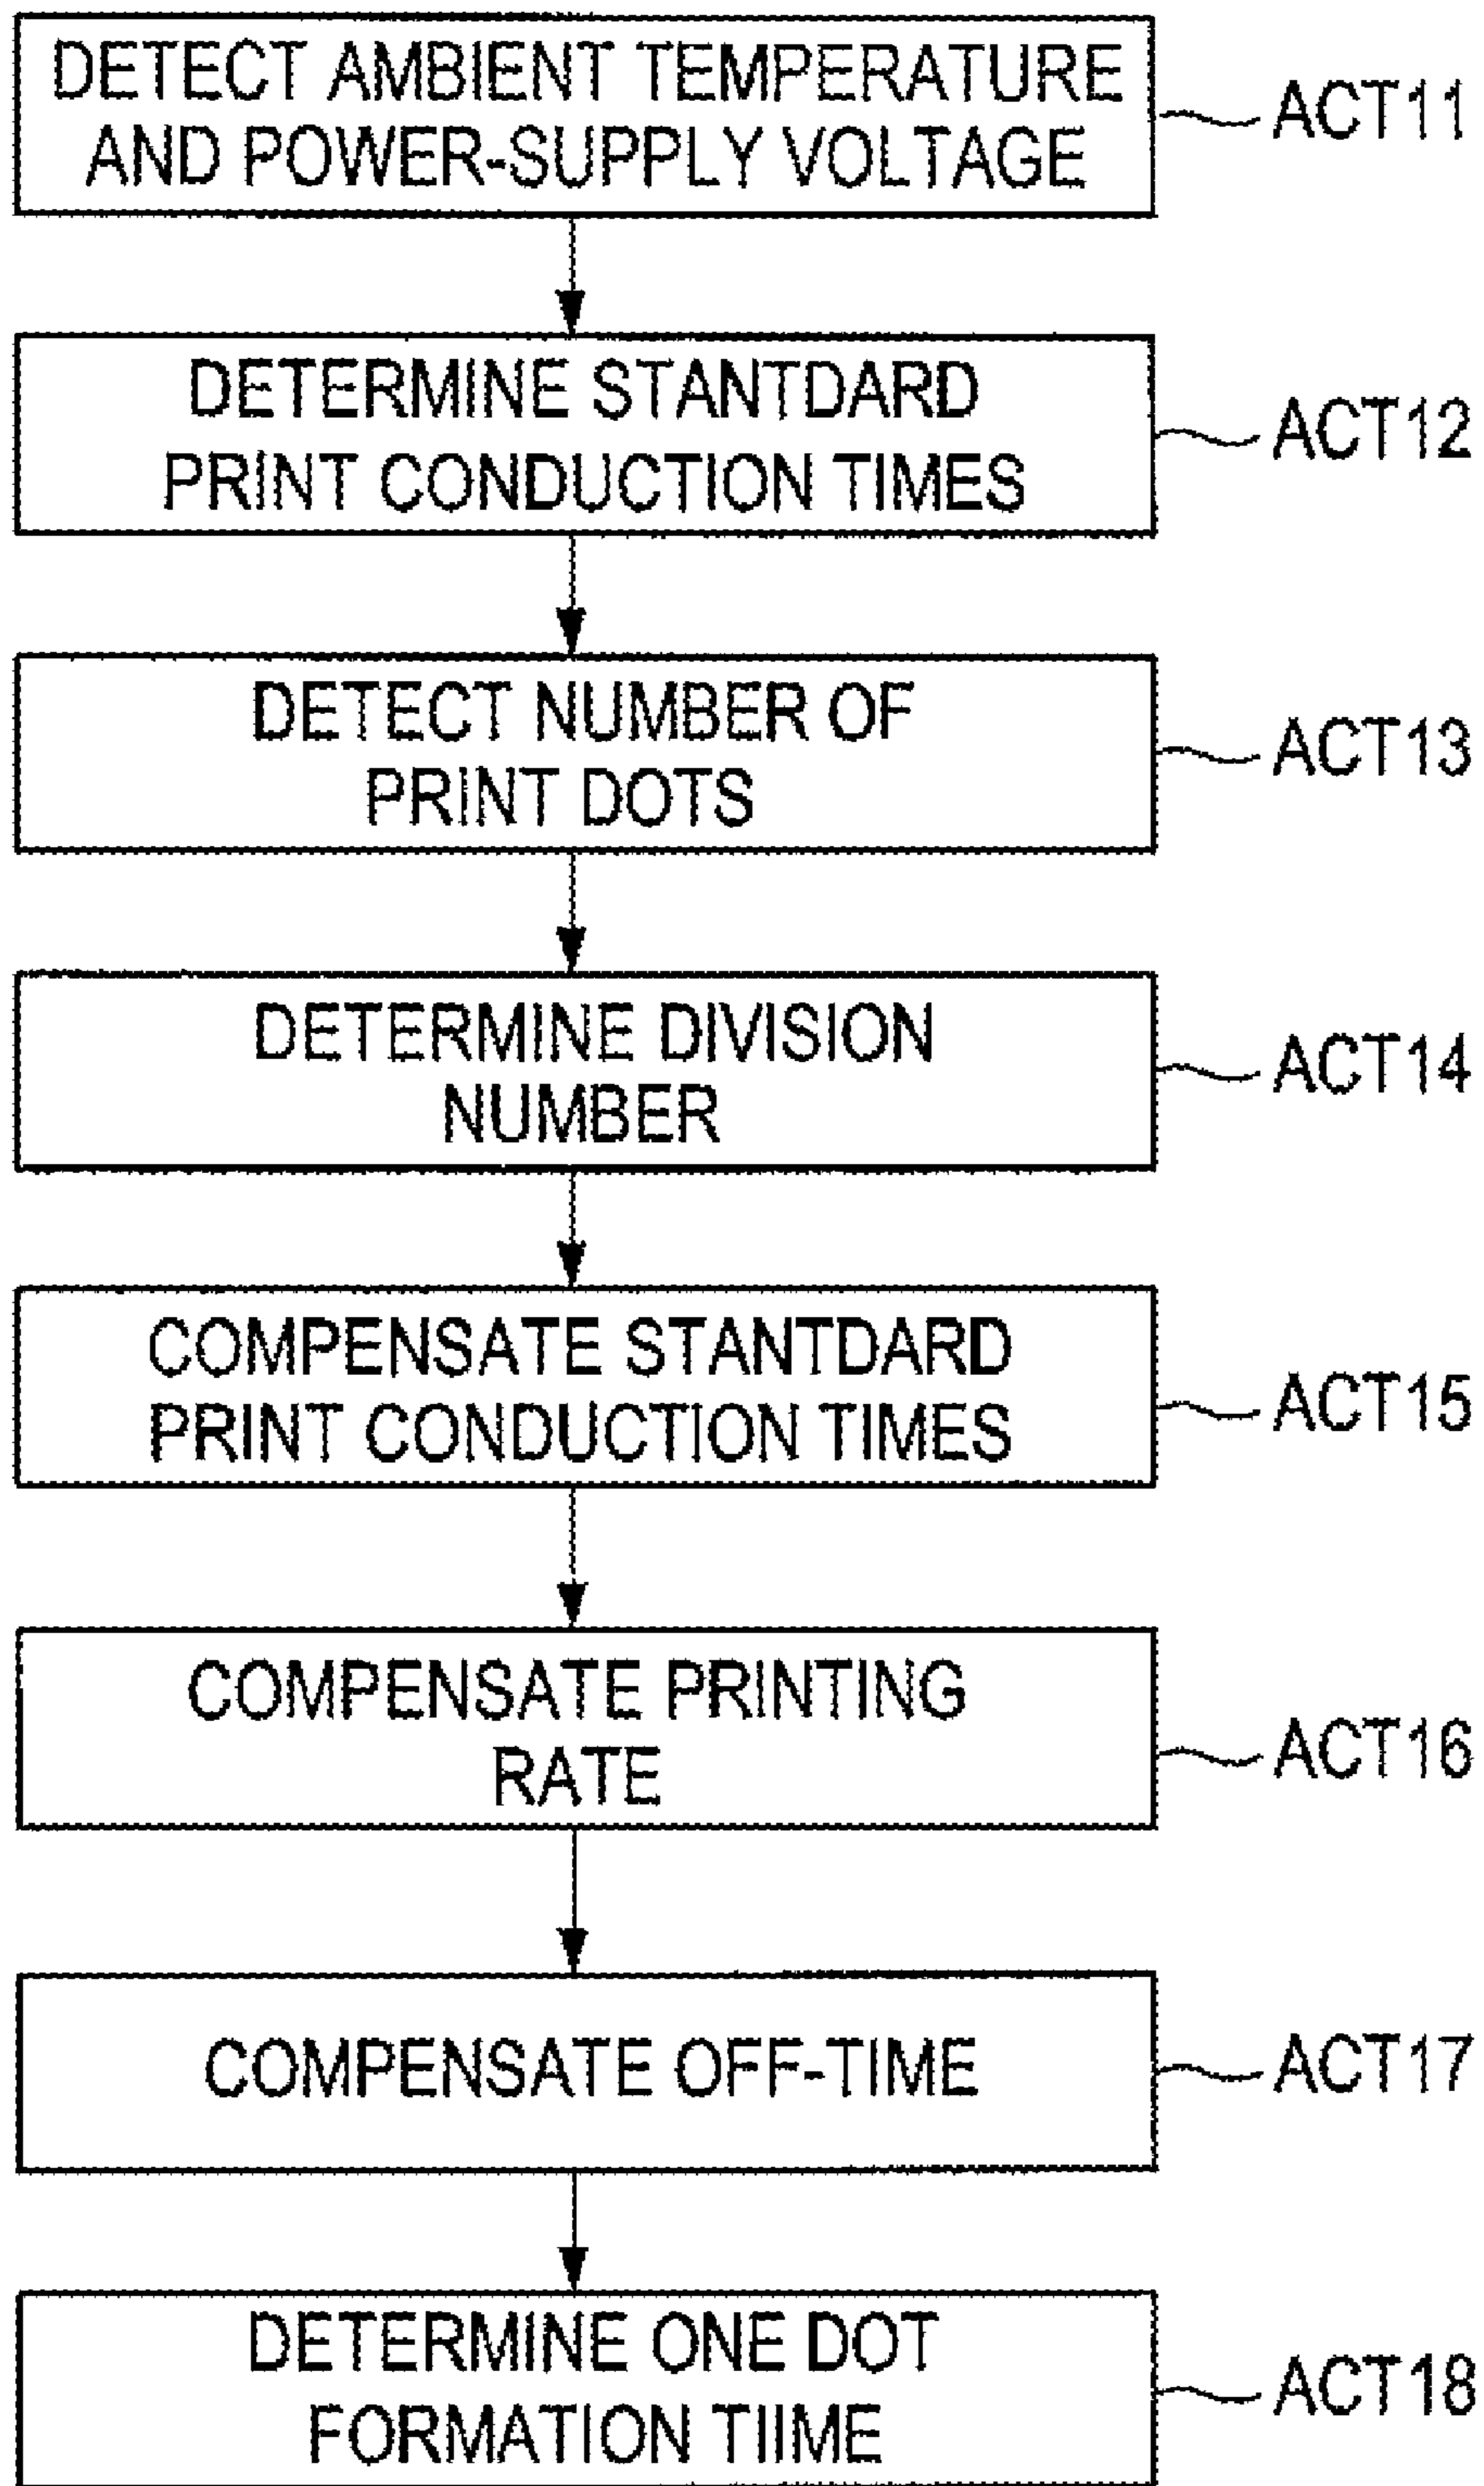 DETECT AMBIENT TEMPERATURE
AND POWER-SUPPLY VOLTAGE
ACT11
DETERMINE STANTDARD
PRINT CONDUCTION TIMES
ACT12
DETECT NUMBER OF
PRINT DOTS
ACT13
DETERMINE DIVISION
NUMBER
ACT14
COMPENSATE STANTDARD
PRINT CONDUCTION TIMES
ACT15
COMPENSATE PRINTING
RATE
ACT16
COMPENSATE OFF-TIME
ACT17
DETERMINE ONE DOT
FORMATION TIIME
ACT18